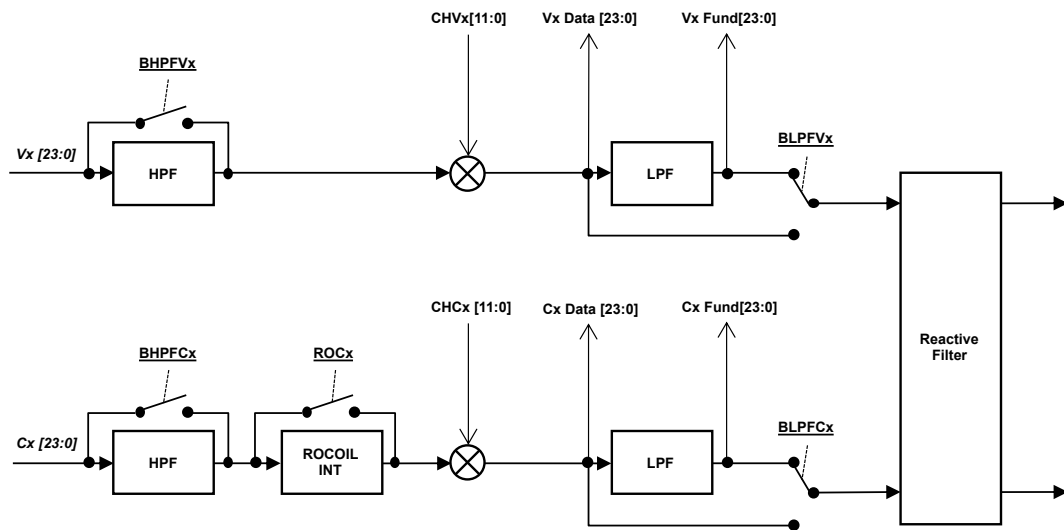 CHVx[11:0]
Vx Data [23:0]
Vx Fund[23:0]
BHPFVx
BLPFVx
Vx [23:0]
HPF
LPF
CHCx [11:0]
Cx Data [23:0]
Cx Fund[23:0]
Reactive
Filter
BHPFCx
ROCx
BLPFCx
Cx [23:0]
HPF
ROCOIL
INT
LPF